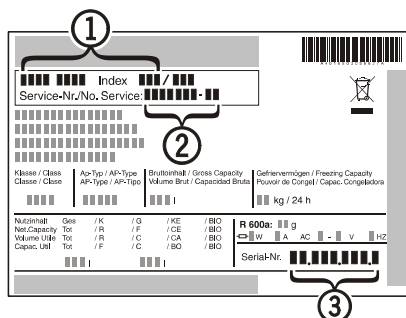 1
Index /
Service-Nr./No. Service: -
2
Klasse / Class
Classe / Clase
Ap-Typ / AP-Type
AP-Type / AP-Tipo
Bruttoinhalt / Gross Capacity
Volume Brut / Capacidad Bruta
Gefriervermögen / Freezing Capacity
Pouvoir de Congel / Capac. Congeladora
l
kg / 24 h
Nutzinhalt Ges / K / G / KE / BIO
Net.Capacity Tot / R / F / CE / BIO
Volume Utile Tot / R / C / CA / BIO
Capac. Util Tot / F / C / BO / BIO
l l
R 600a: g
W A AC - V HZ
Serial-Nr. . . .
3